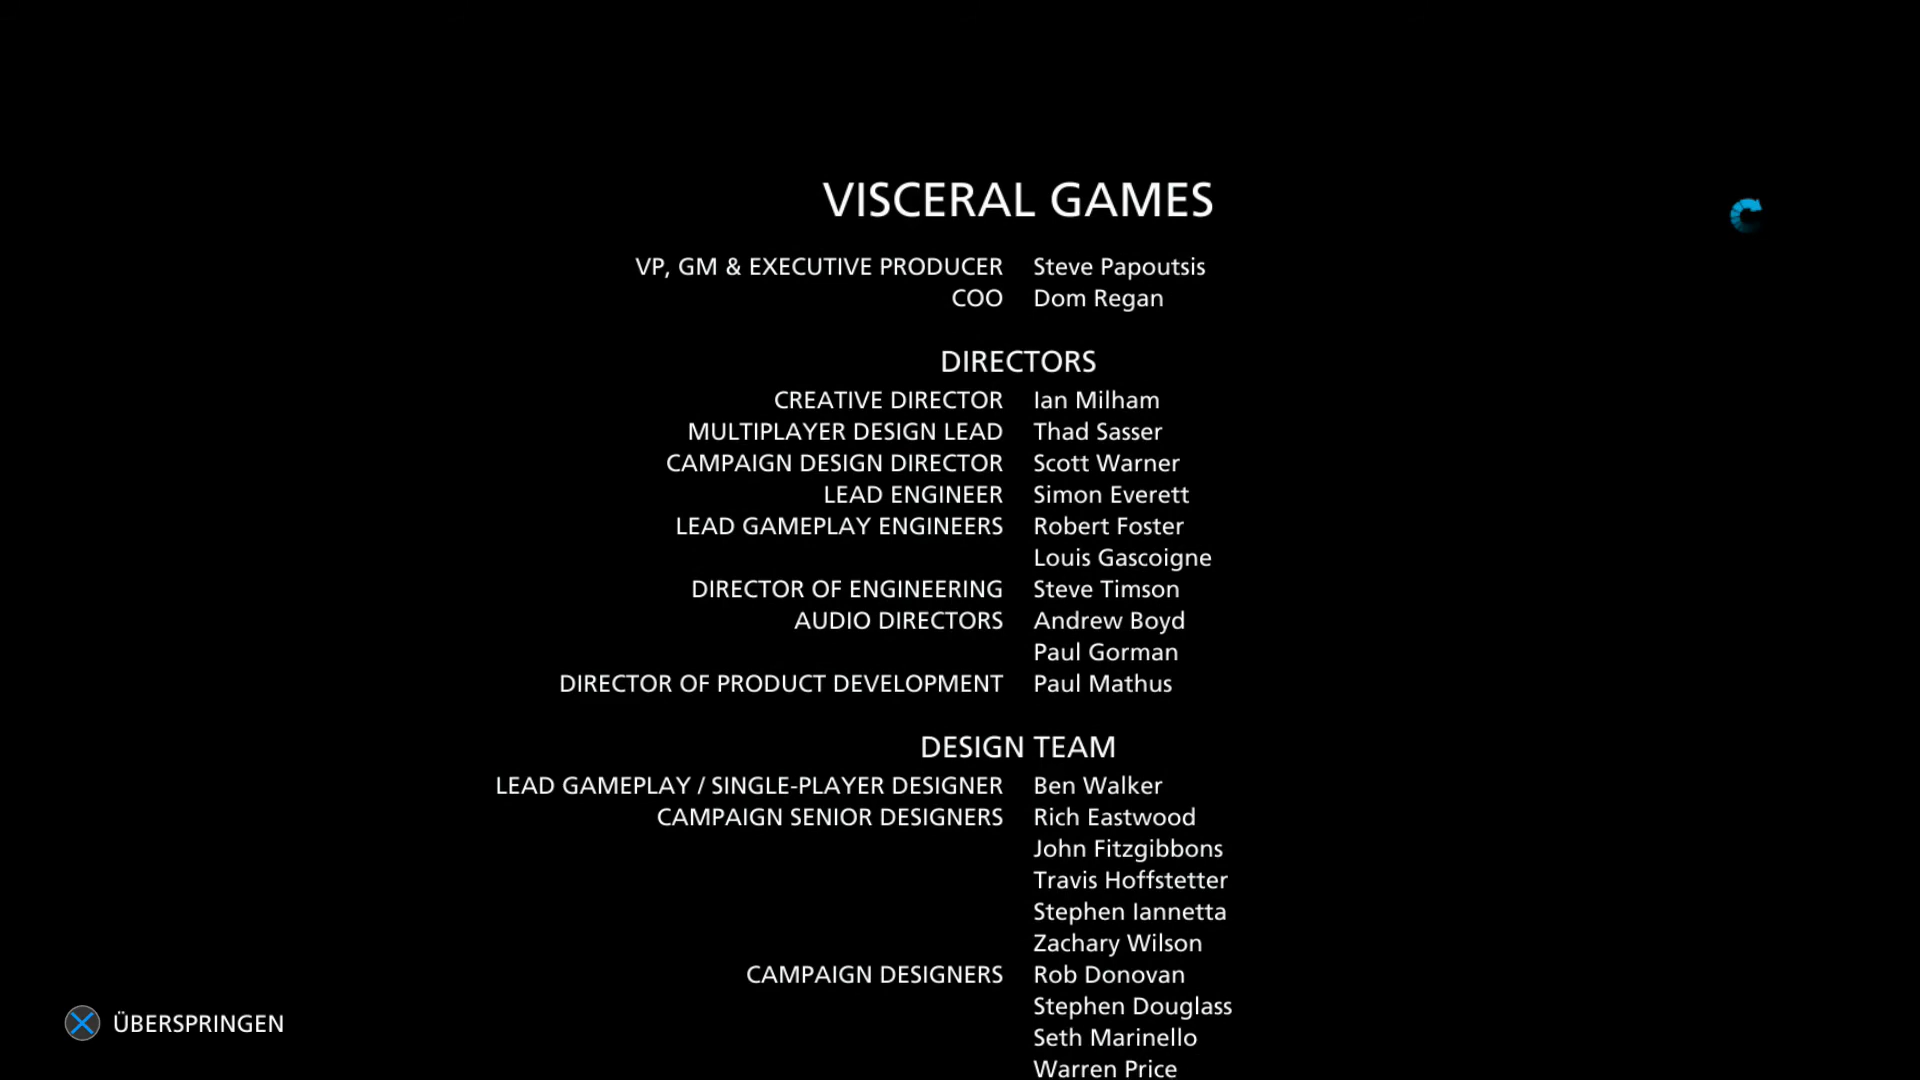 VISCERAL GAMES
VP, GM & EXECUTIVE PRODUCER Steve Papoutsis
COO Dom Regan
DIRECTORS
CREATIVE DIRECTOR Ian Milham
MULTIPLAYER DESIGN LEAD Thad Sasser
CAMPAIGN DESIGN DIRECTOR Scott Warner
LEAD ENGINEER Simon Everett
LEAD GAMEPLAY ENGINEERS Robert Foster
Louis Gascoigne
DIRECTOR OF ENGINEERING Steve Timson
AUDIO DIRECTORS Andrew Boyd
Paul Gorman
DIRECTOR OF PRODUCT DEVELOPMENT Paul Mathus
DESIGN TEAM
LEAD GAMEPLAY / SINGLE-PLAYER DESIGNER Ben Walker
CAMPAIGN SENIOR DESIGNERS Rich Eastwood
John Fitzgibbons
Travis Hoffstetter
Stephen Iannetta
Zachary Wilson
CAMPAIGN DESIGNERS Rob Donovan
Stephen Douglass
Seth Marinello
Warren Price
ÜBERSPRINGEN